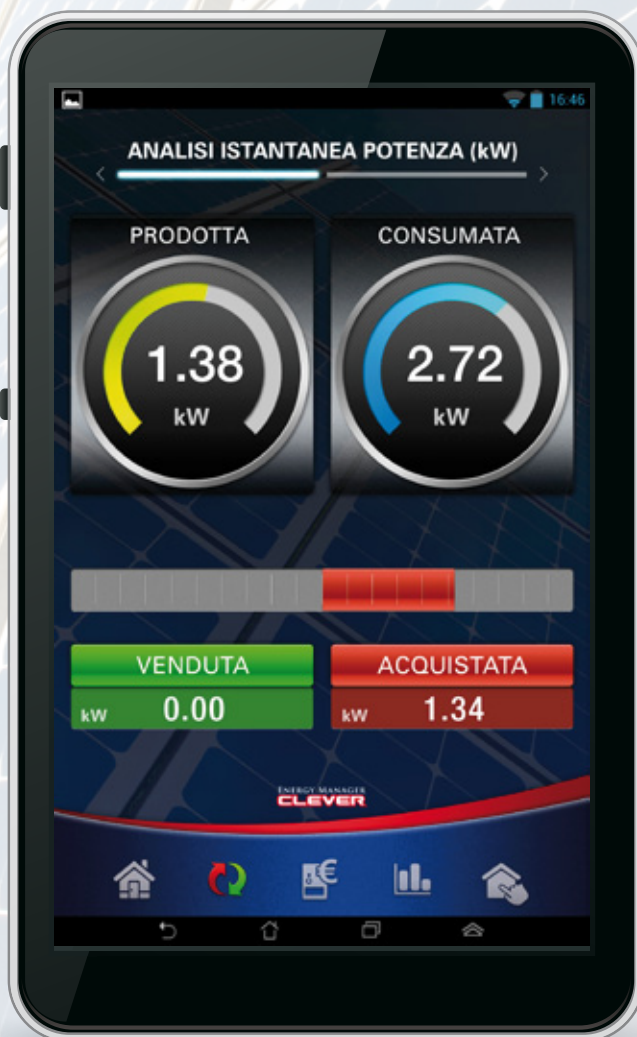 16:46
ANALISI ISTANTANEA POTENZA (kW)
PRODOTTA
CONSUMATA
1.38
kW
2.72
kW
VENDUTA
ACQUISTATA
kW 0.00
kW 1.34
ENERGY MANAGER
CLEVER
€